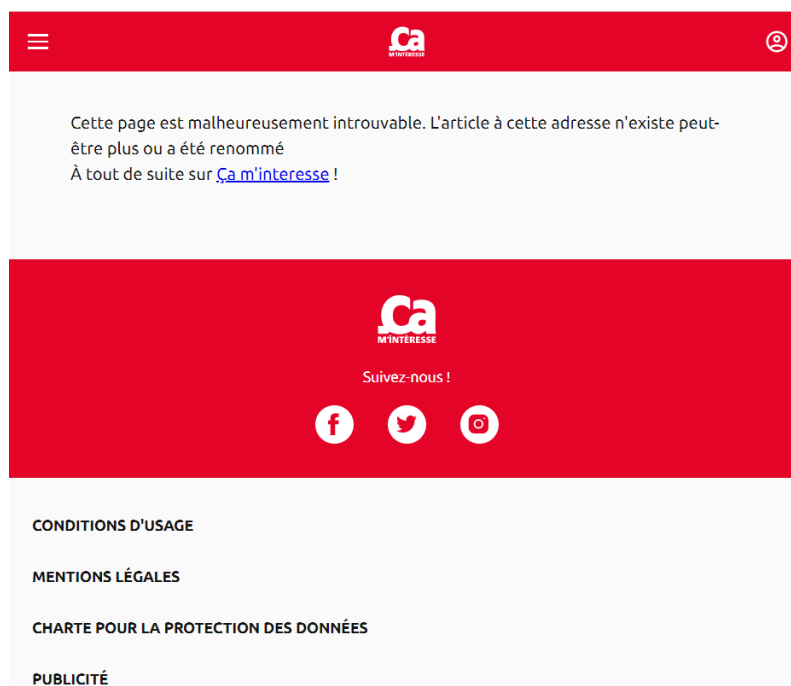 Ça
M'INTÉRESSE
Cette page est malheureusement introuvable. L'article à cette adresse n'existe peut-
être plus ou a été renommé
À tout de suite sur Ça m'interesse !
Ça
M'INTÉRESSE
Suivez-nous !
CONDITIONS D'USAGE
MENTIONS LÉGALES
CHARTE POUR LA PROTECTION DES DONNÉES
PUBLICITÉ